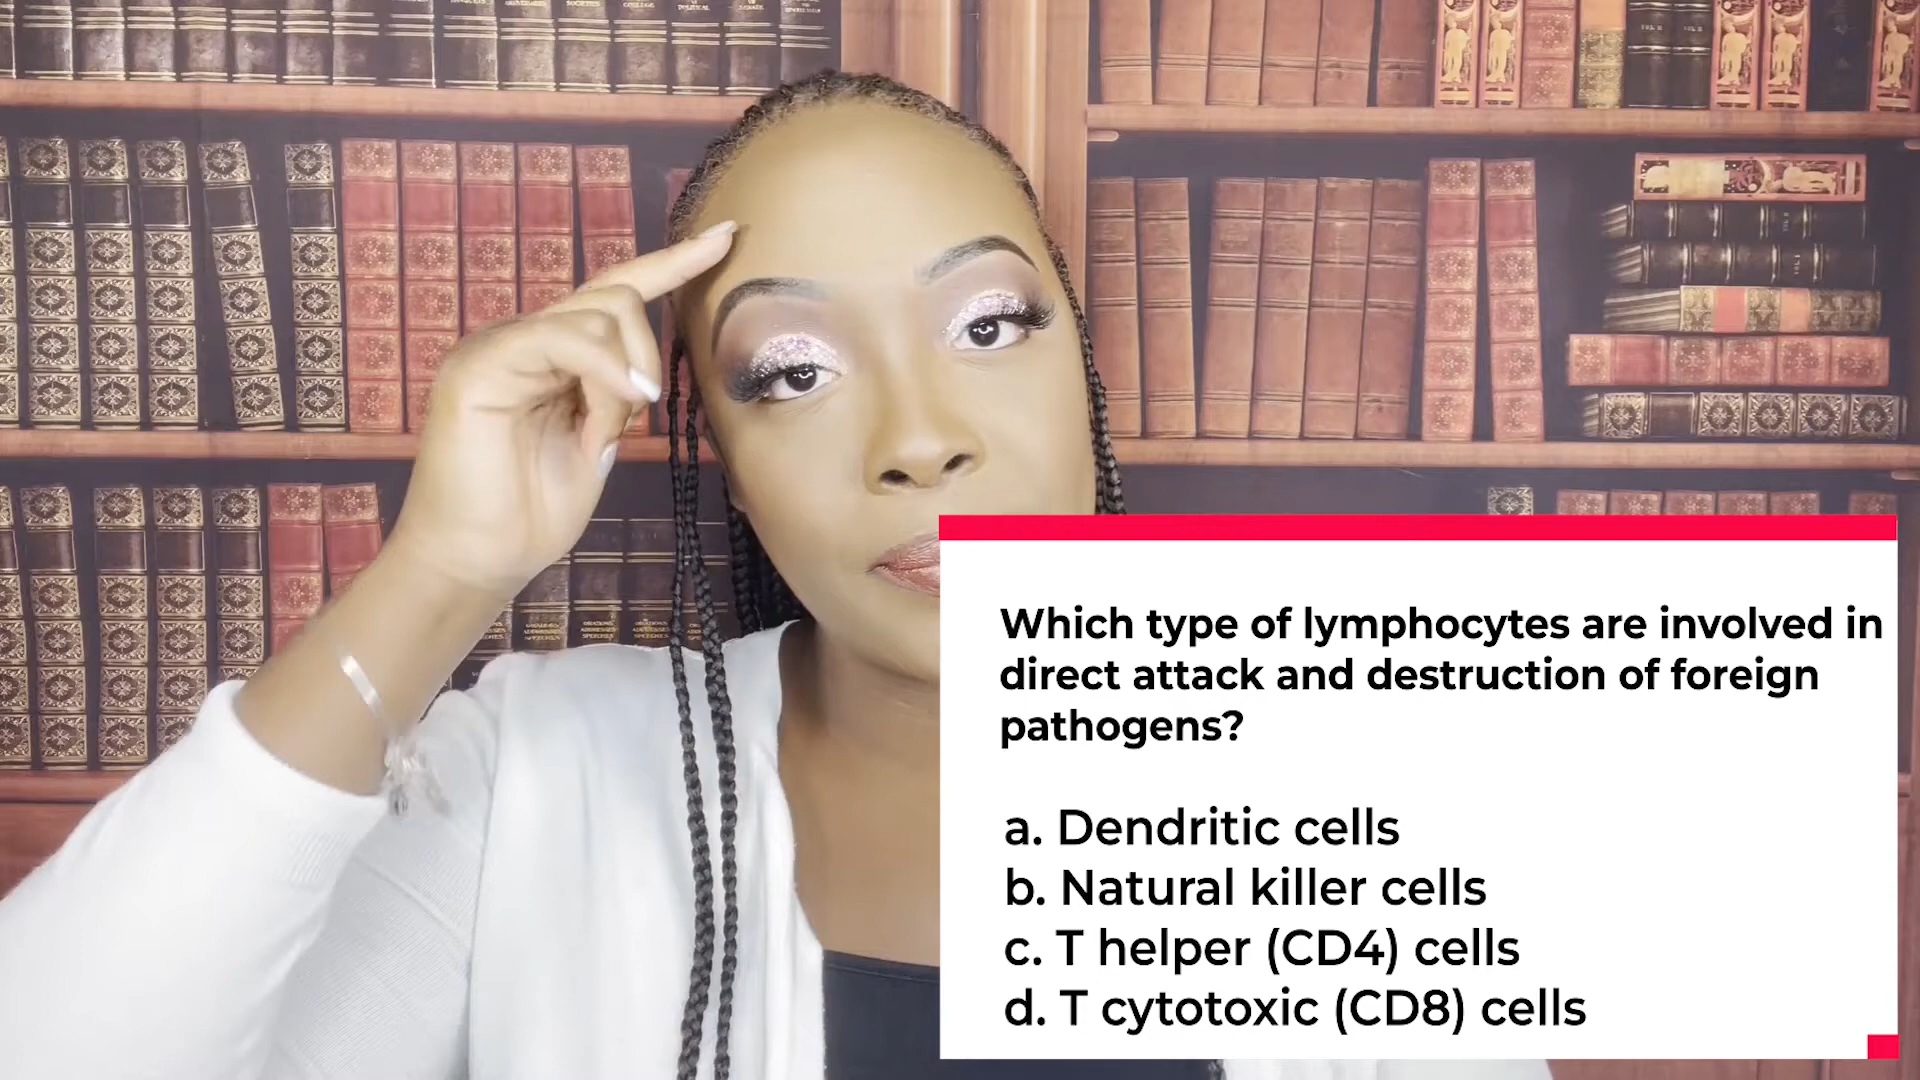 Which type of lymphocytes are involved in
direct attack and destruction of foreign
pathogens?
a. Dendritic cells
b. Natural killer cells
c. T helper (CD4) cells
d. T cytotoxic (CD8) cells